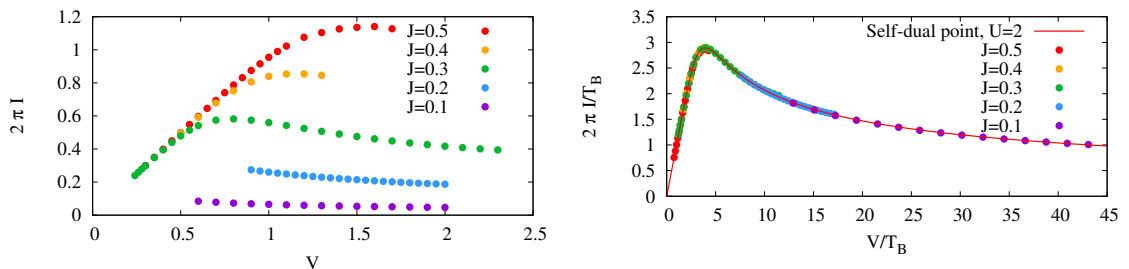 1.2
1
0.8
0.6
0.4
0.2
0
2 π I
0
0.5
1
1.5
2
2.5
V
J=0.5
J=0.4
J=0.3
J=0.2
J=0.1
3.5
3
2.5
2
1.5
1
0.5
0
2 π I/T_B
0
5
10
15
20
25
30
35
40
45
V/T_B
Self-dual point, U=2
J=0.5
J=0.4
J=0.3
J=0.2
J=0.1